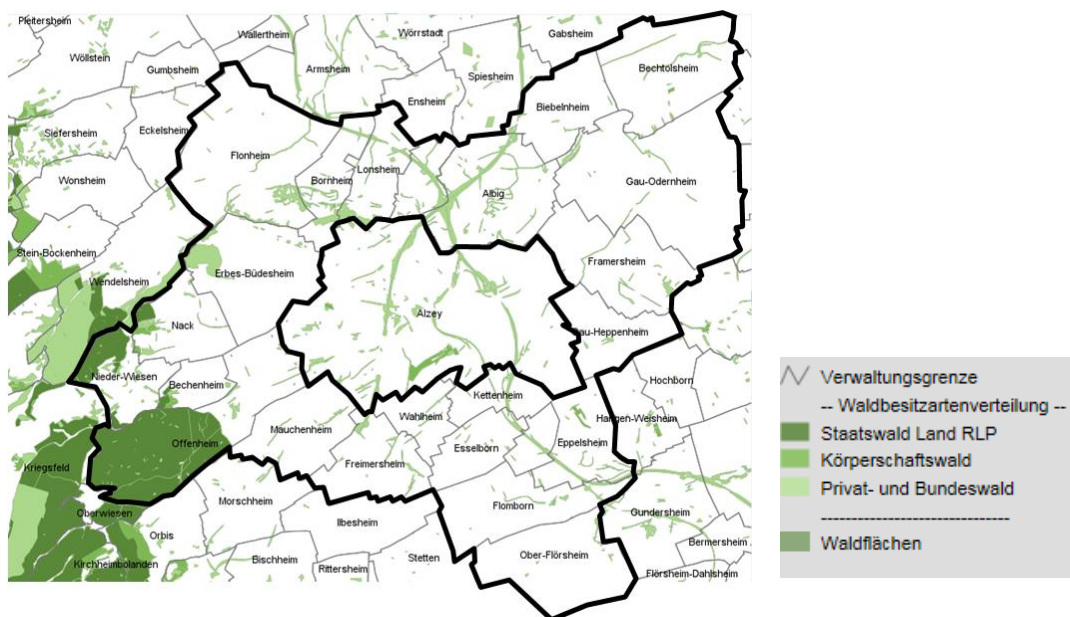 Pleitersheim
Wallertheim
Wörrstadt
Gabsheim
Wöllstein
Gumbsheim
Armsheim
Spiesheim
Bechtolsheim
Ensheim
Biebelnheim
Siefersheim
Eckelsheim
Flonheim
Lonsheim
Wonsheim
Bornheim
Albig
Gau-Odernheim
Stein-Bockenheim
Wendelsheim
Erbes-Büdesheim
Framersheim
Alzey
Nack
Gau-Heppenheim
Nieder-Wiesen
Bechenheim
Kettenheim
Hochborn
Wahlheim
Hangen-Weisheim
Mauchenheim
Offenheim
Esselborn
Eppelsheim
Freimersheim
Kriegsfeld
Morschheim
Flomborn
Oberwiesen
Gundersheim
Ilbesheim
Orbis
Bermersheim
Bischheim
Stetten
Ober-Flörsheim
Kirchheimbolanden
Rittersheim
Flörsheim-Dahlsheim
Verwaltungsgrenze
-- Waldbesitzartenverteilung --
Staatswald Land RLP
Körperschaftswald
Privat- und Bundeswald
--------------------------------
Waldflächen